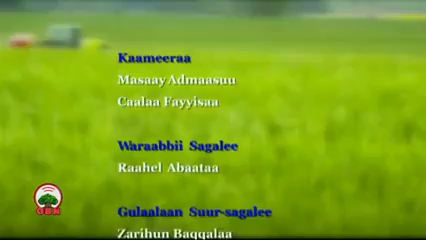 Kaameeraa
Masaay Admaasuu
Caalaa Fayyisaa
Waraabbii Sagalee
Raahel Abaataa
Gulaalaan Suur-sagalee
Zarihun Baqqalaa
OBN